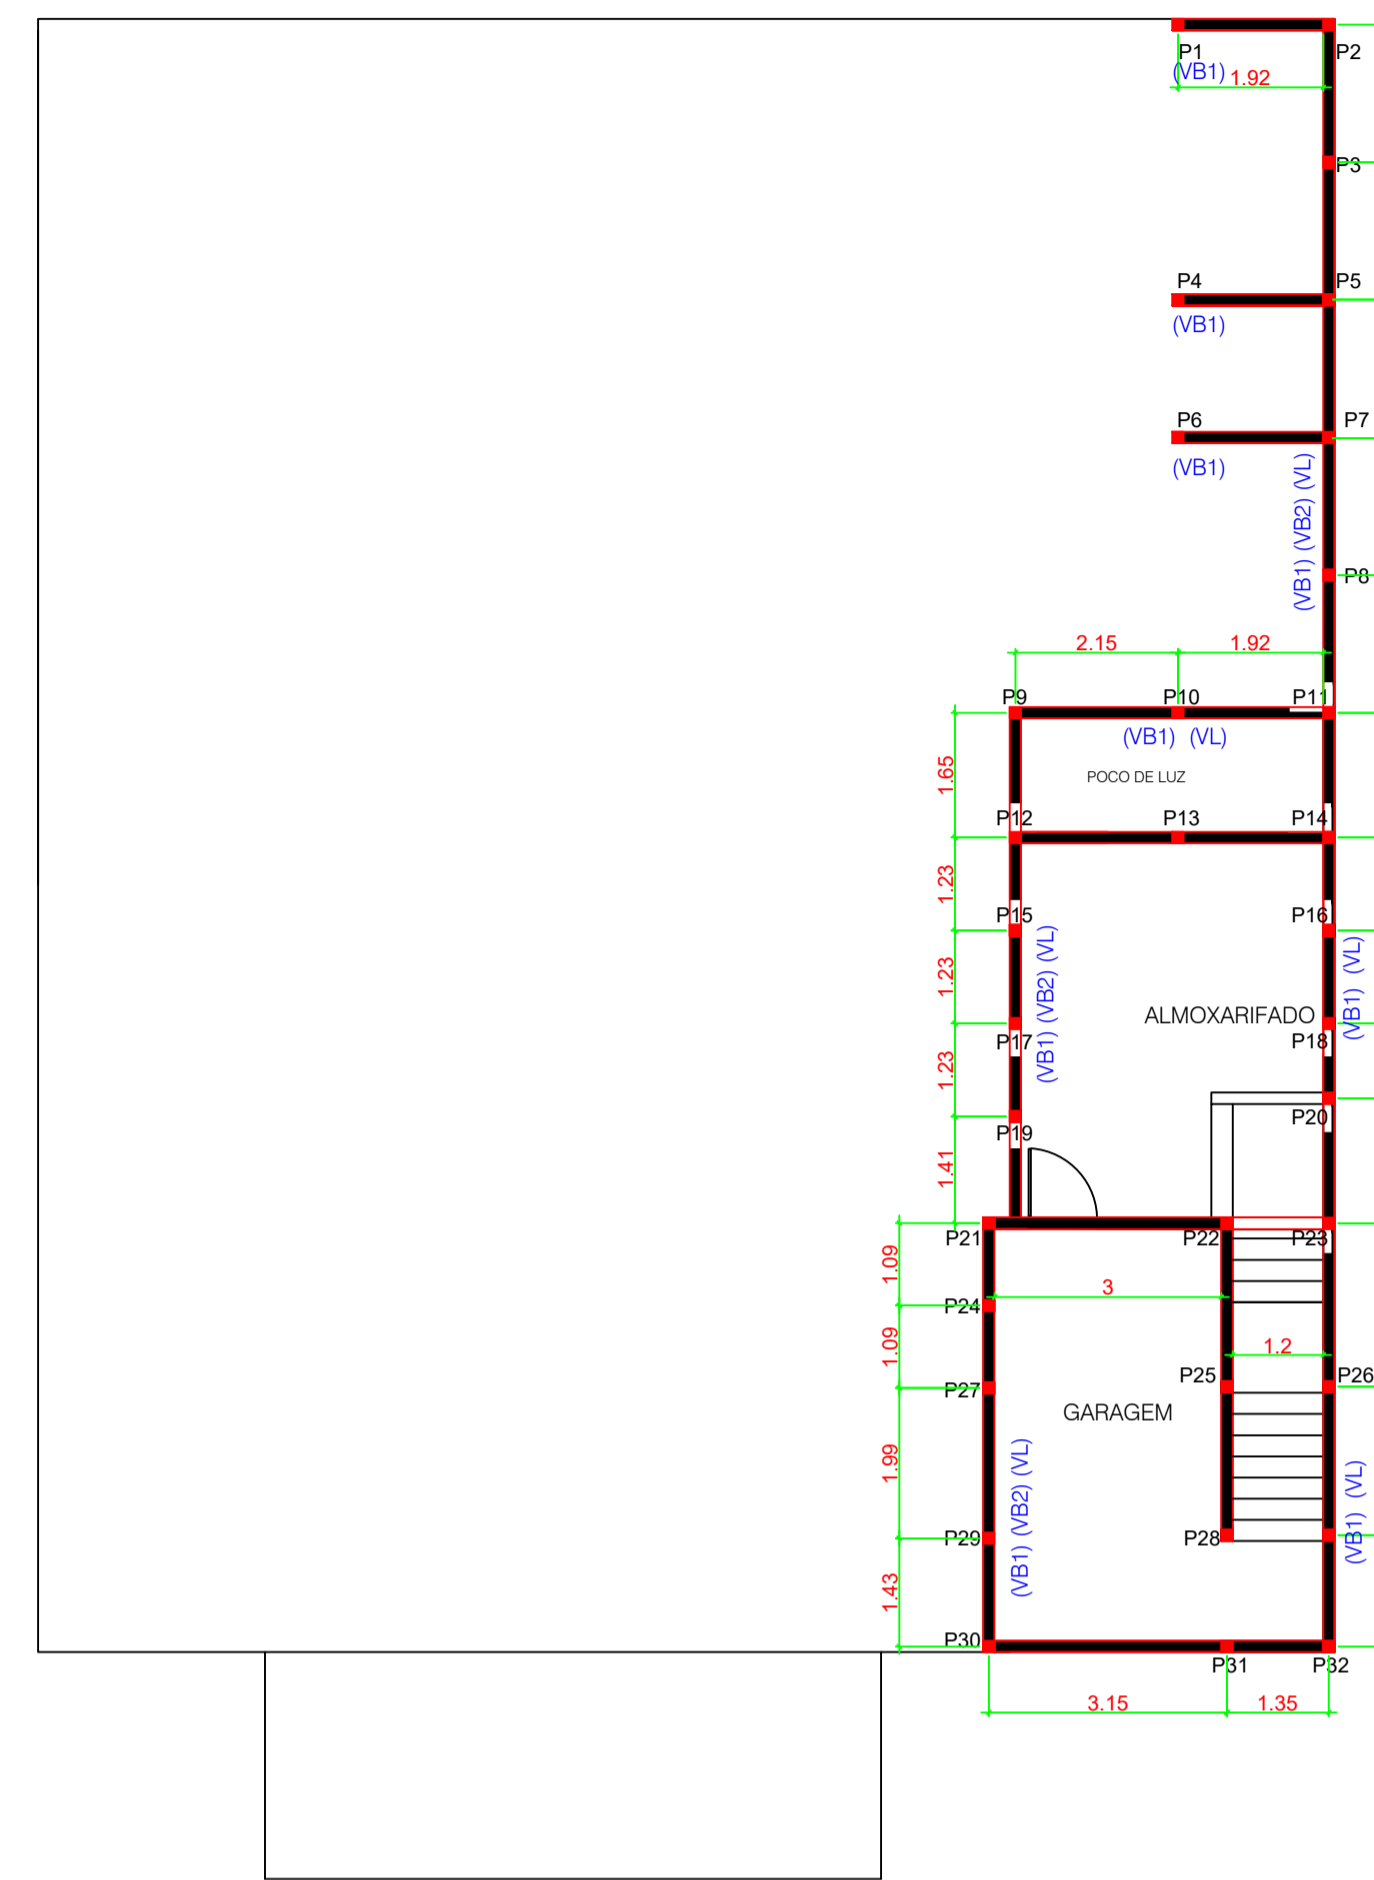 P1 P2
(VB1) 1.92
P3
P4 P5
(VB1)
P6 P7
(VB1)
(VB1) (VB2) (VL)
P8
2.15 1.92
P9 P10 P11
(VB1) (VL)
1.65
POCO DE LUZ
P12 P13 P14
1.23
P15 P16
1.23
(VB1) (VB2) (VL)
(VB1) (VL)
ALMOXARIFADO
P17 P18
1.23
P20
P19
1.41
P21 P22 P23
1.09
3
P24
1.09
1.2
P25 P26
P27
GARAGEM
1.99
(VB1) (VB2) (VL)
(VB1) (VL)
P29 P28
1.43
P30
P31 P32
3.15 1.35